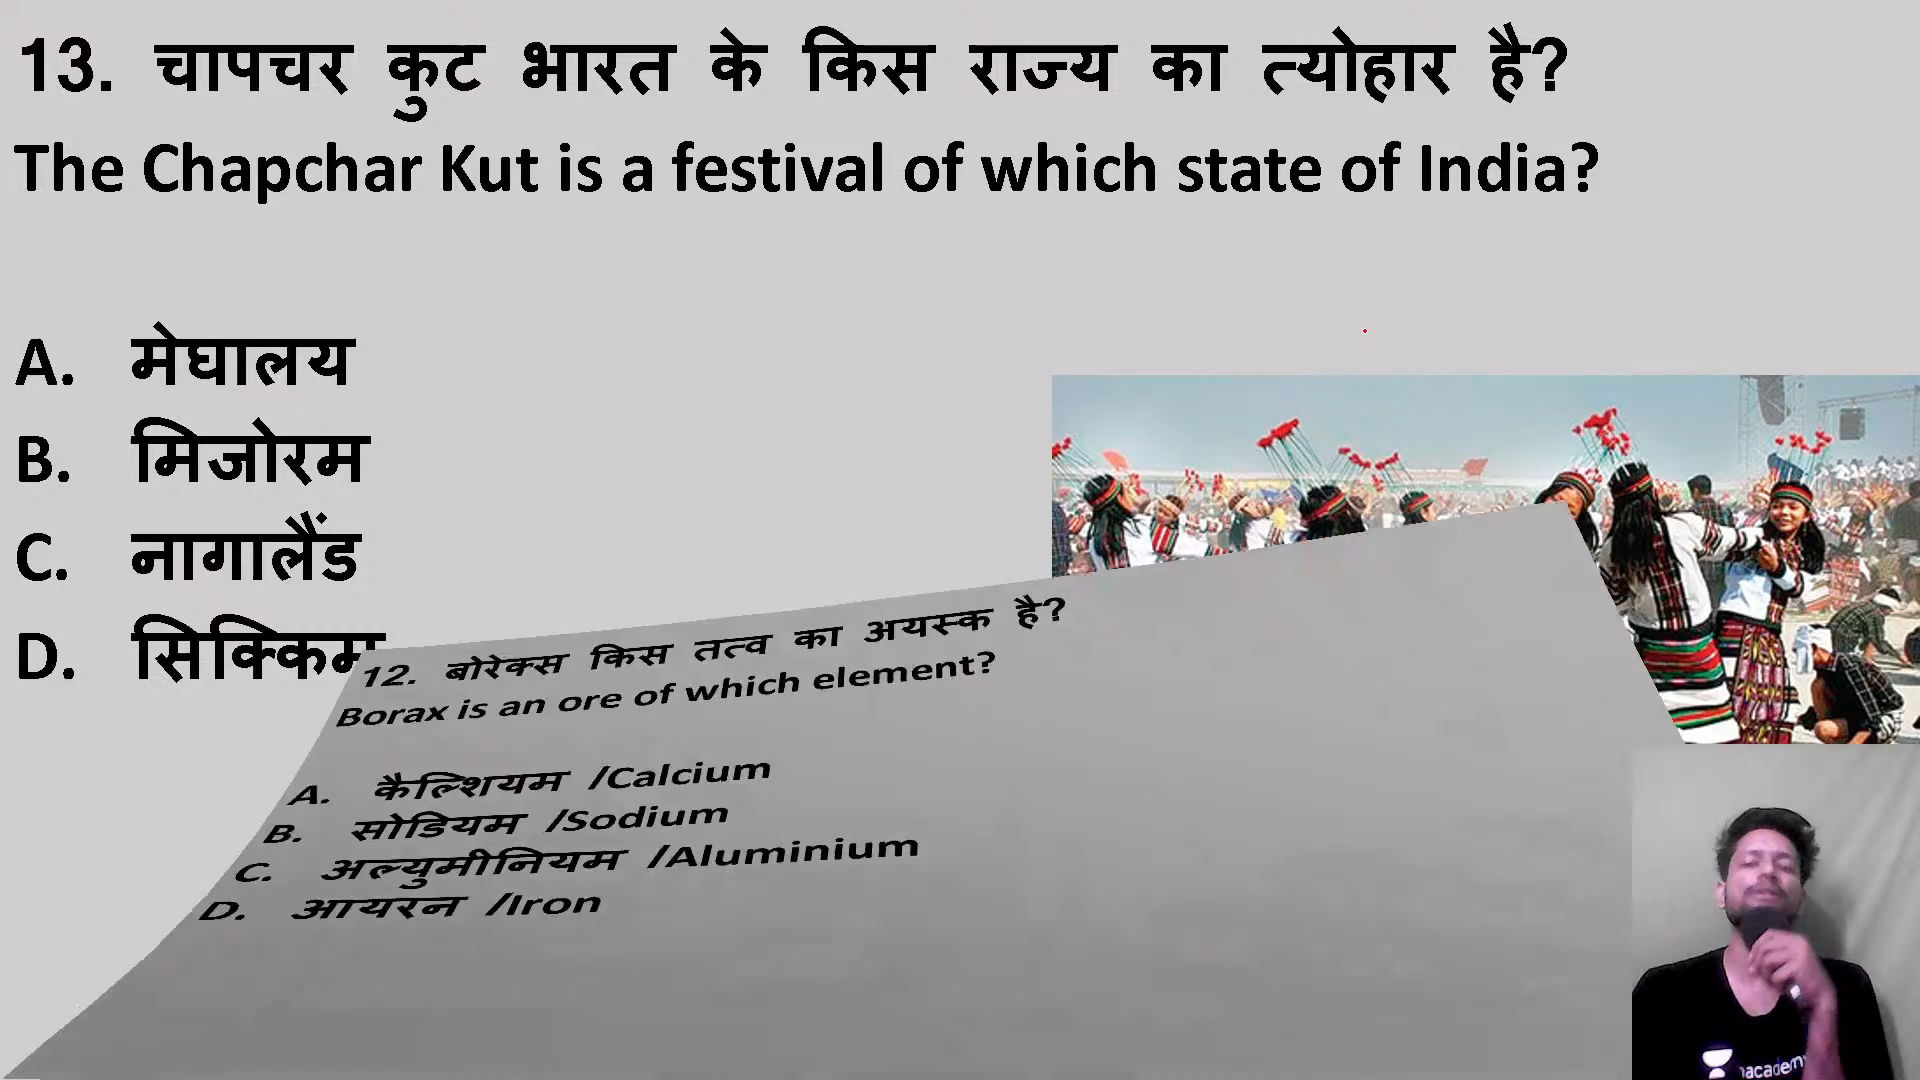 13. चापचर कुट भारत के किस राज्य का त्योहार है?
The Chapchar Kut is a festival of which state of India?
A. मेघालय
B. मिजोरम
C. नागालैंड
D. सिक्किम
12. बोरेक्स किस तत्व का अयस्क है?
Borax is an ore of which element?
A. कैल्शियम /Calcium
B. सोडियम /Sodium
C. अल्युमीनियम /Aluminium
D. आयरन /Iron
nacademy